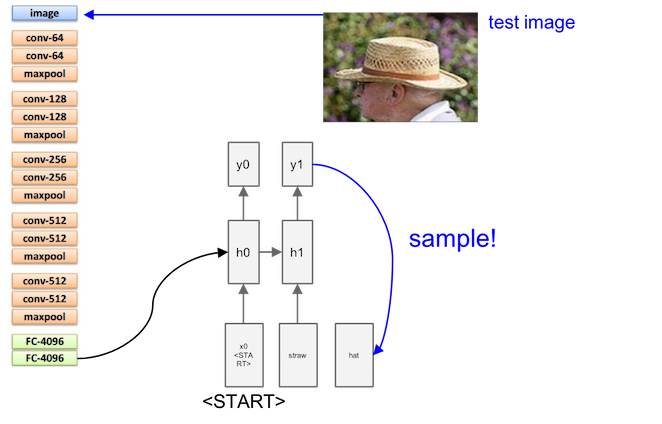 image
test image
conv-64
conv-64
maxpool
conv-128
conv-128
maxpool
conv-256
conv-256
maxpool
conv-512
conv-512
maxpool
conv-512
conv-512
maxpool
FC-4096
FC-4096
y0
y1
sample!
h0
h1
x0
<STA
RT>
straw
hat
<START>